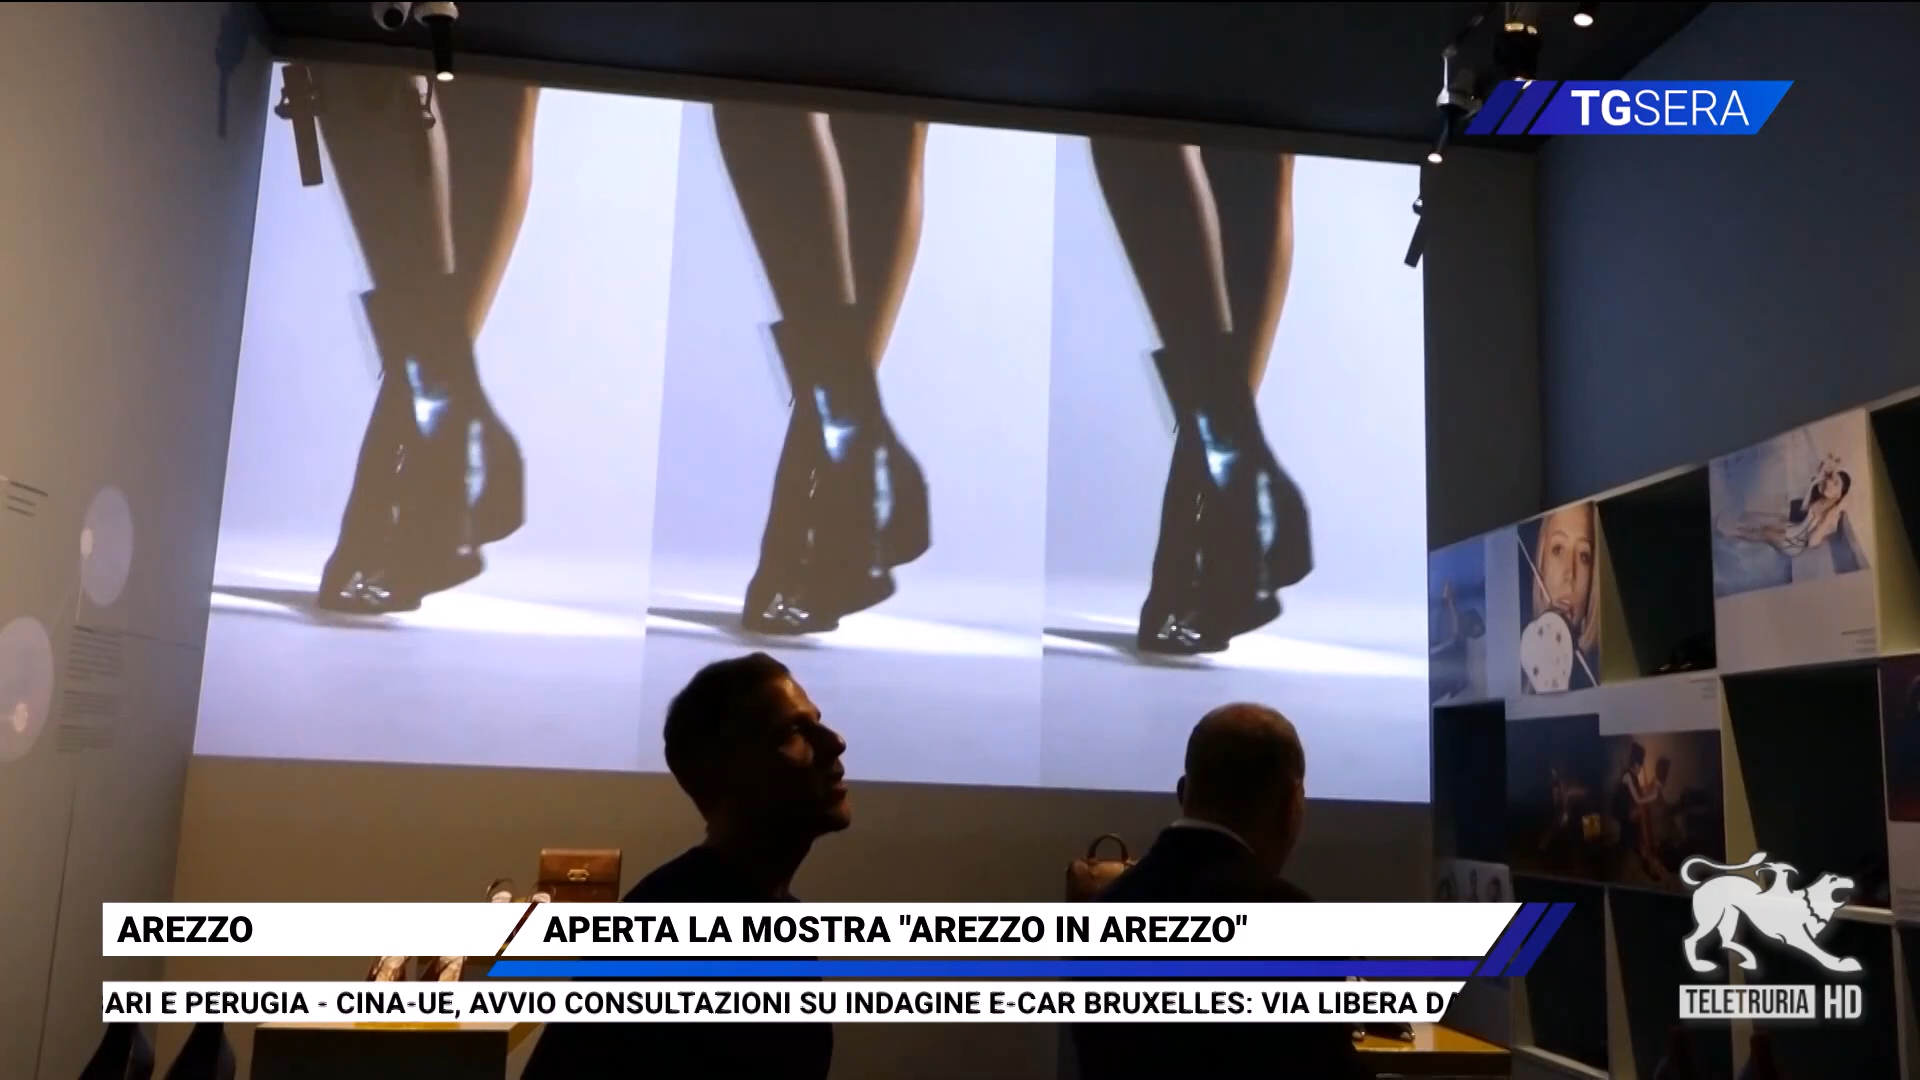 TGSERA
AREZZO
APERTA LA MOSTRA "AREZZO IN AREZZO"
ARI E PERUGIA - CINA-UE, AVVIO CONSULTAZIONI SU INDAGINE E-CAR BRUXELLES: VIA LIBERA D
TELETRURIA HD